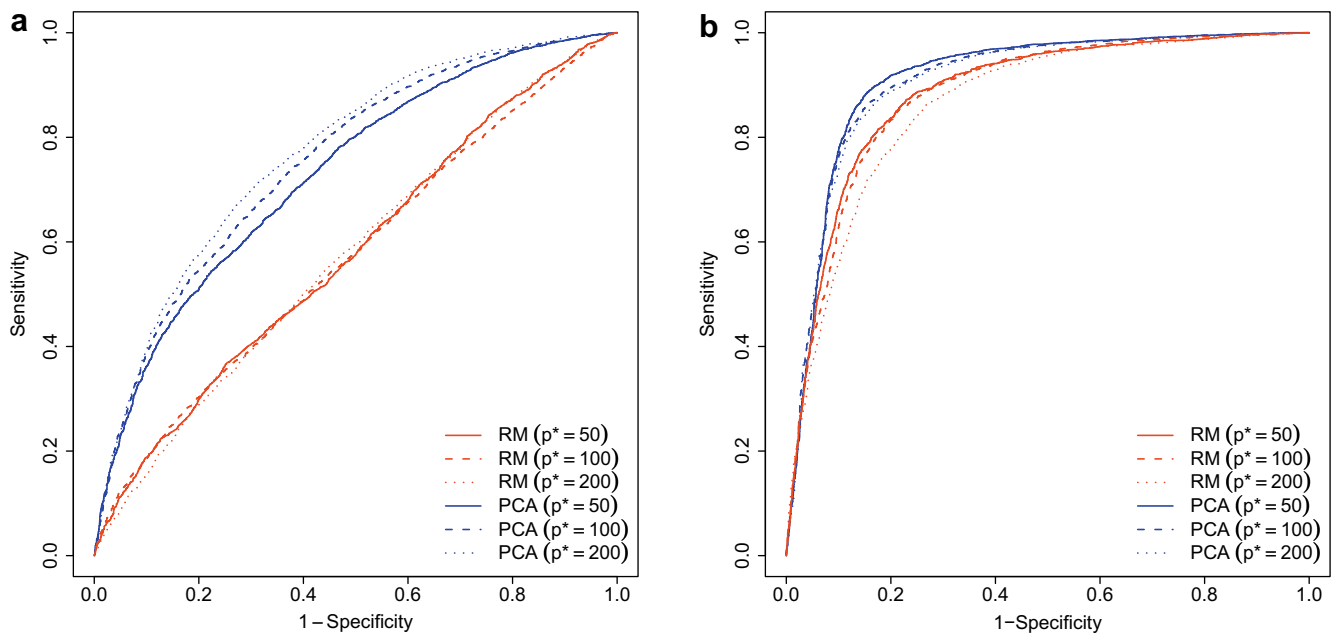 a
Sensitivity
1.0
0.8
0.6
0.4
0.2
0.0
RM (p* = 50)
RM (p* = 100)
RM (p* = 200)
PCA (p* = 50)
PCA (p* = 100)
PCA (p* = 200)
0.0 0.2 0.4 0.6 0.8 1.0
1 – Specificity
b
Sensitivity
1.0
0.8
0.6
0.4
0.2
0.0
RM (p* = 50)
RM (p* = 100)
RM (p* = 200)
PCA (p* = 50)
PCA (p* = 100)
PCA (p* = 200)
0.0 0.2 0.4 0.6 0.8 1.0
1−Specificity